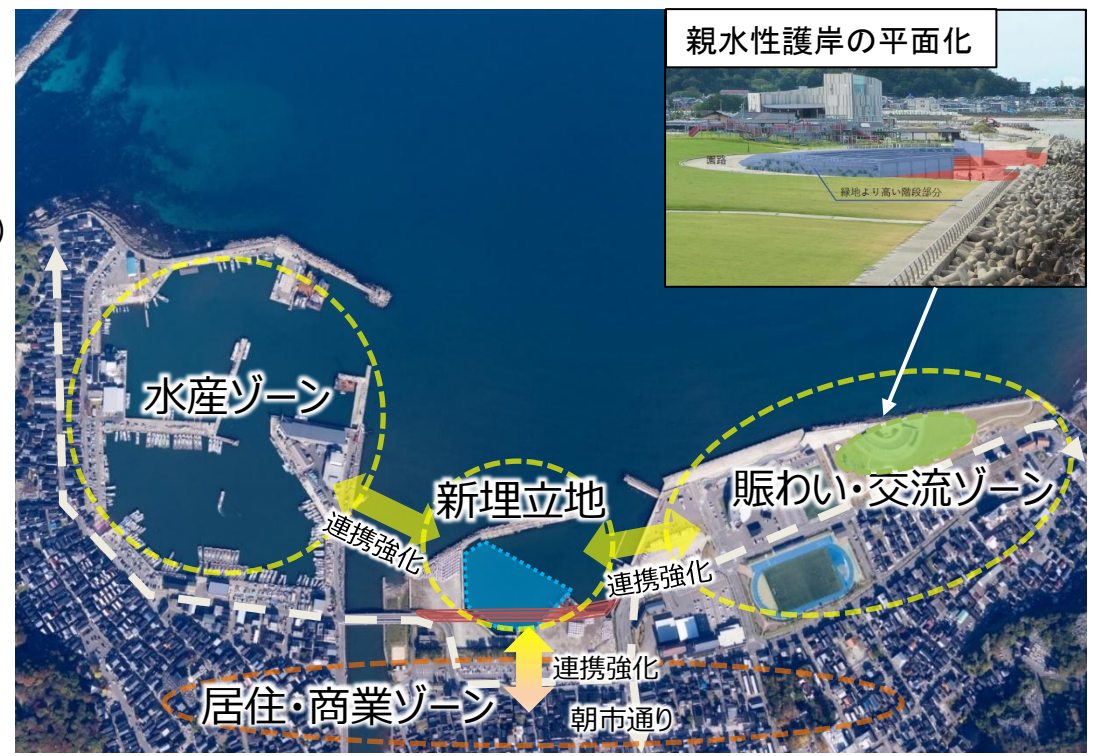 親水性護岸の平面化
園路
緑地より高い階段部分
)
水産ゾーン
新埋立地
賑わい・交流ゾーン
連携強化
連携強化
連携強化
居住・商業ゾーン
朝市通り